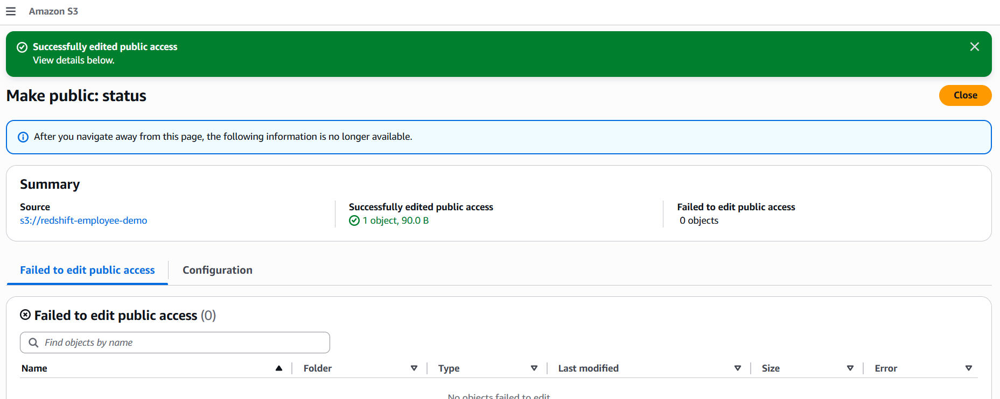 Amazon S3
Successfully edited public access
View details below.
Make public: status
Close
After you navigate away from this page, the following information is no longer available.
Summary
Source
s3://redshift-employee-demo
Successfully edited public access
1 object, 90.0 B
Failed to edit public access
0 objects
Failed to edit public access
Configuration
Failed to edit public access (0)
Find objects by name
Name
Folder
Type
Last modified
Size
Error
No objects failed to edit